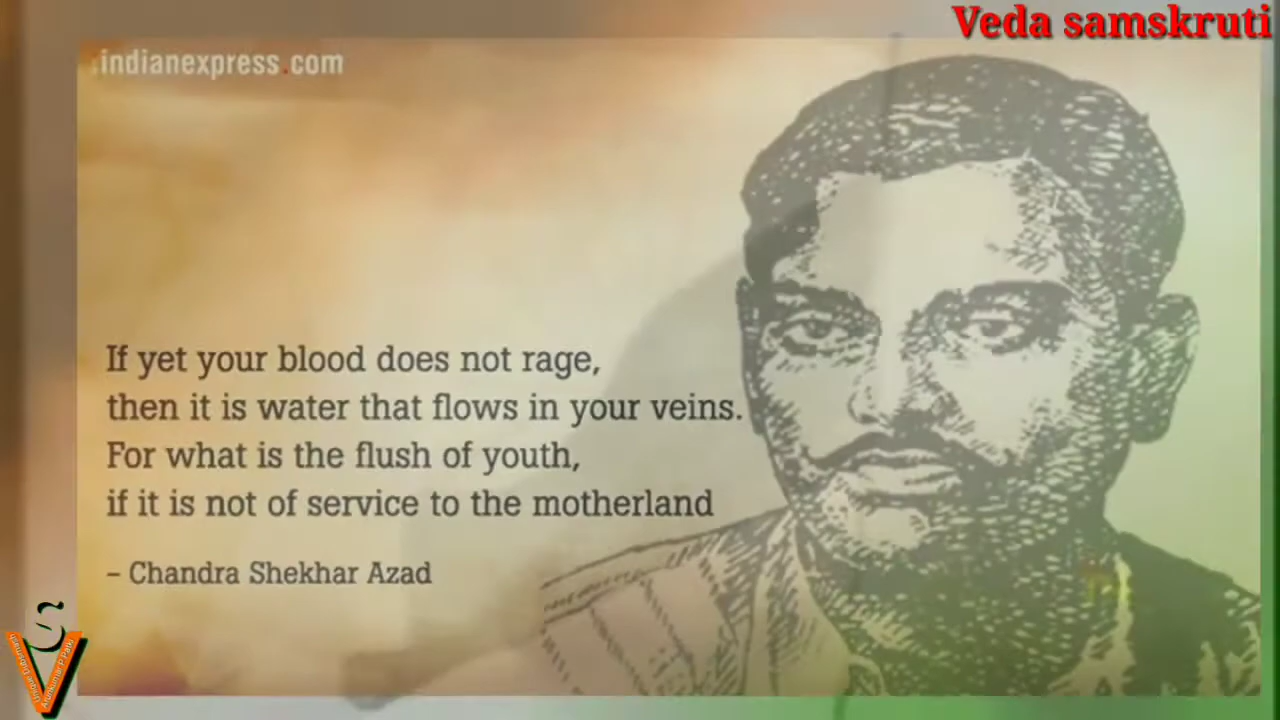 Veda samskruti
indianexpress.com
If yet your blood does not rage,
then it is water that flows in your veins.
For what is the flush of youth,
if it is not of service to the motherland
– Chandra Shekhar Azad